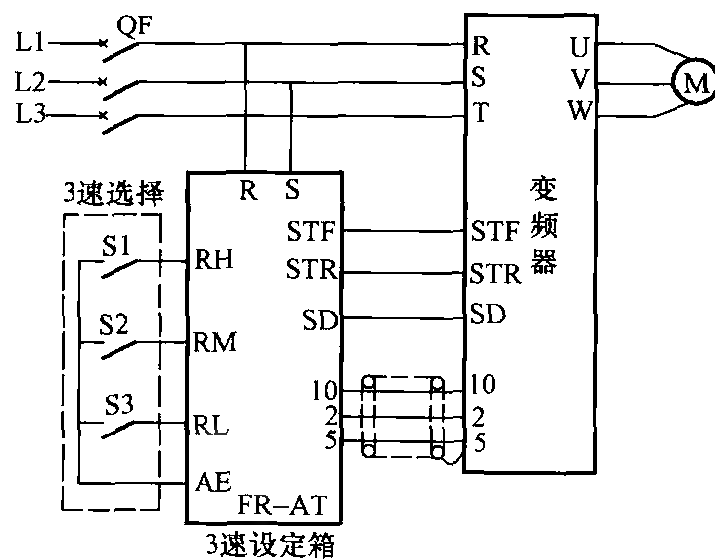 QF
L1
R
U
L2
S
V
M
L3
T
W
R S
3速选择
变频器
S1
STF
STF
RH
STR
STR
S2
SD
SD
RM
10
10
S3
2
2
RL
5
5
AE
FR-AT
3速设定箱